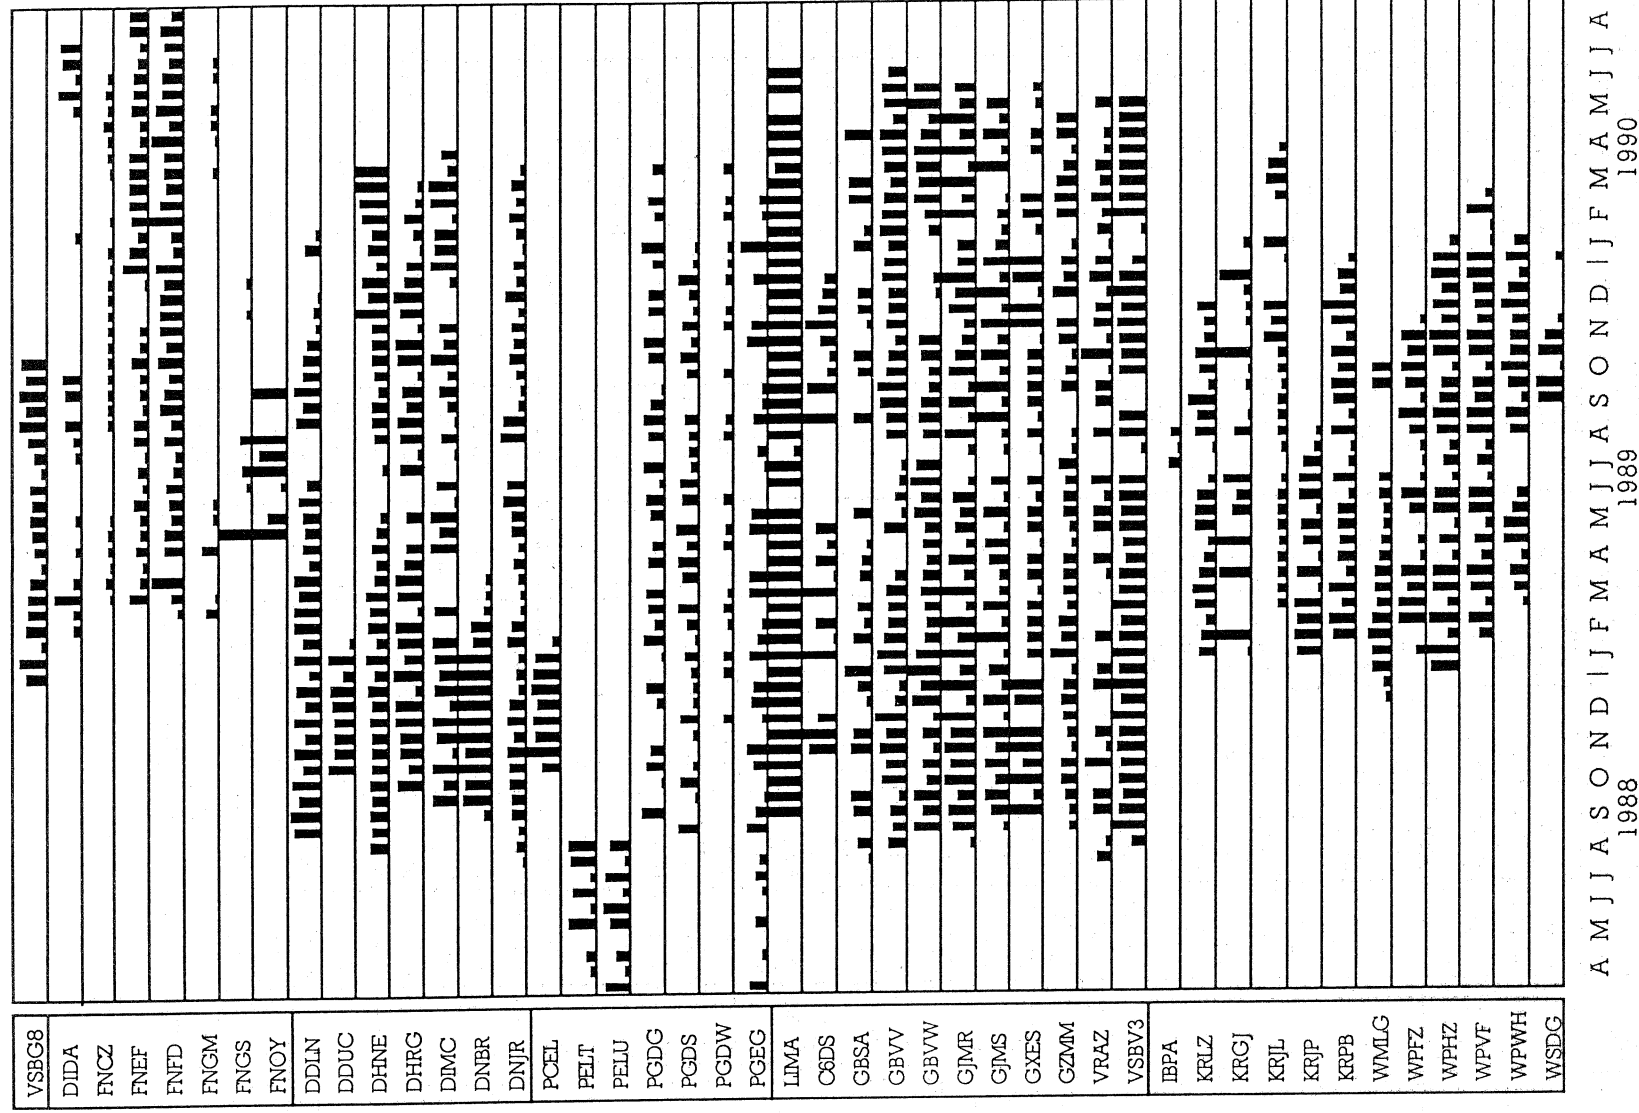 VSBG8
DIDA
FNCZ
FNEF
FNFD
FNGM
FNGS
FNOY
DDLN
DDUC
DHNE
DHRG
DIMC
DNBR
DNJR
PCEL
PELT
PELU
PGDG
PGDS
PGDW
PGEG
LIMA
C6DS
GBSA
GBVV
GBVW
GJMR
GJMS
GXES
GZMM
VRAZ
VSBV3
IBPA
KRLZ
KRGJ
KRJL
KRJP
KRPB
WMLG
WPFZ
WPHZ
WPVF
WPWH
WSDG
A M J J A S O N D | J F M A M J J A S O N D | J F M A M J J A
1988 1989 1990